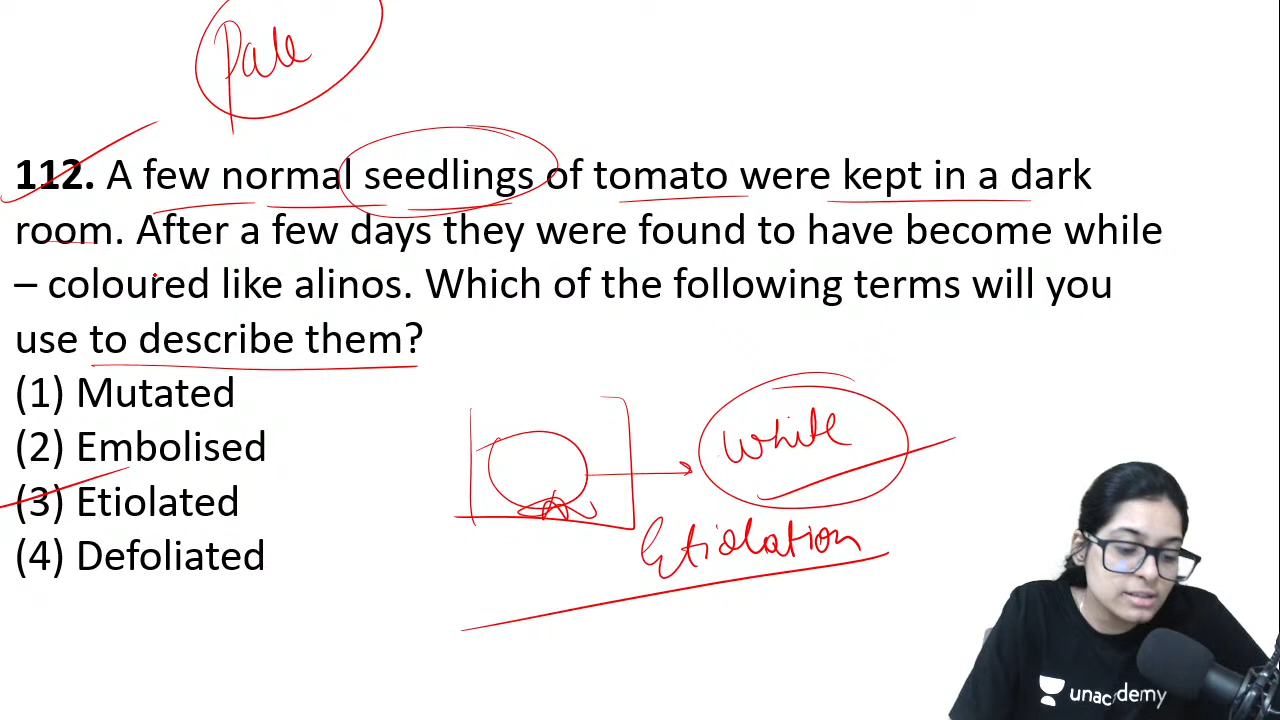 Pale
112. A few normal seedlings of tomato were kept in a dark
room. After a few days they were found to have become while
– coloured like alinos. Which of the following terms will you
use to describe them?
(1) Mutated
(2) Embolised
(3) Etiolated
(4) Defoliated
White
Etiolation
unacademy